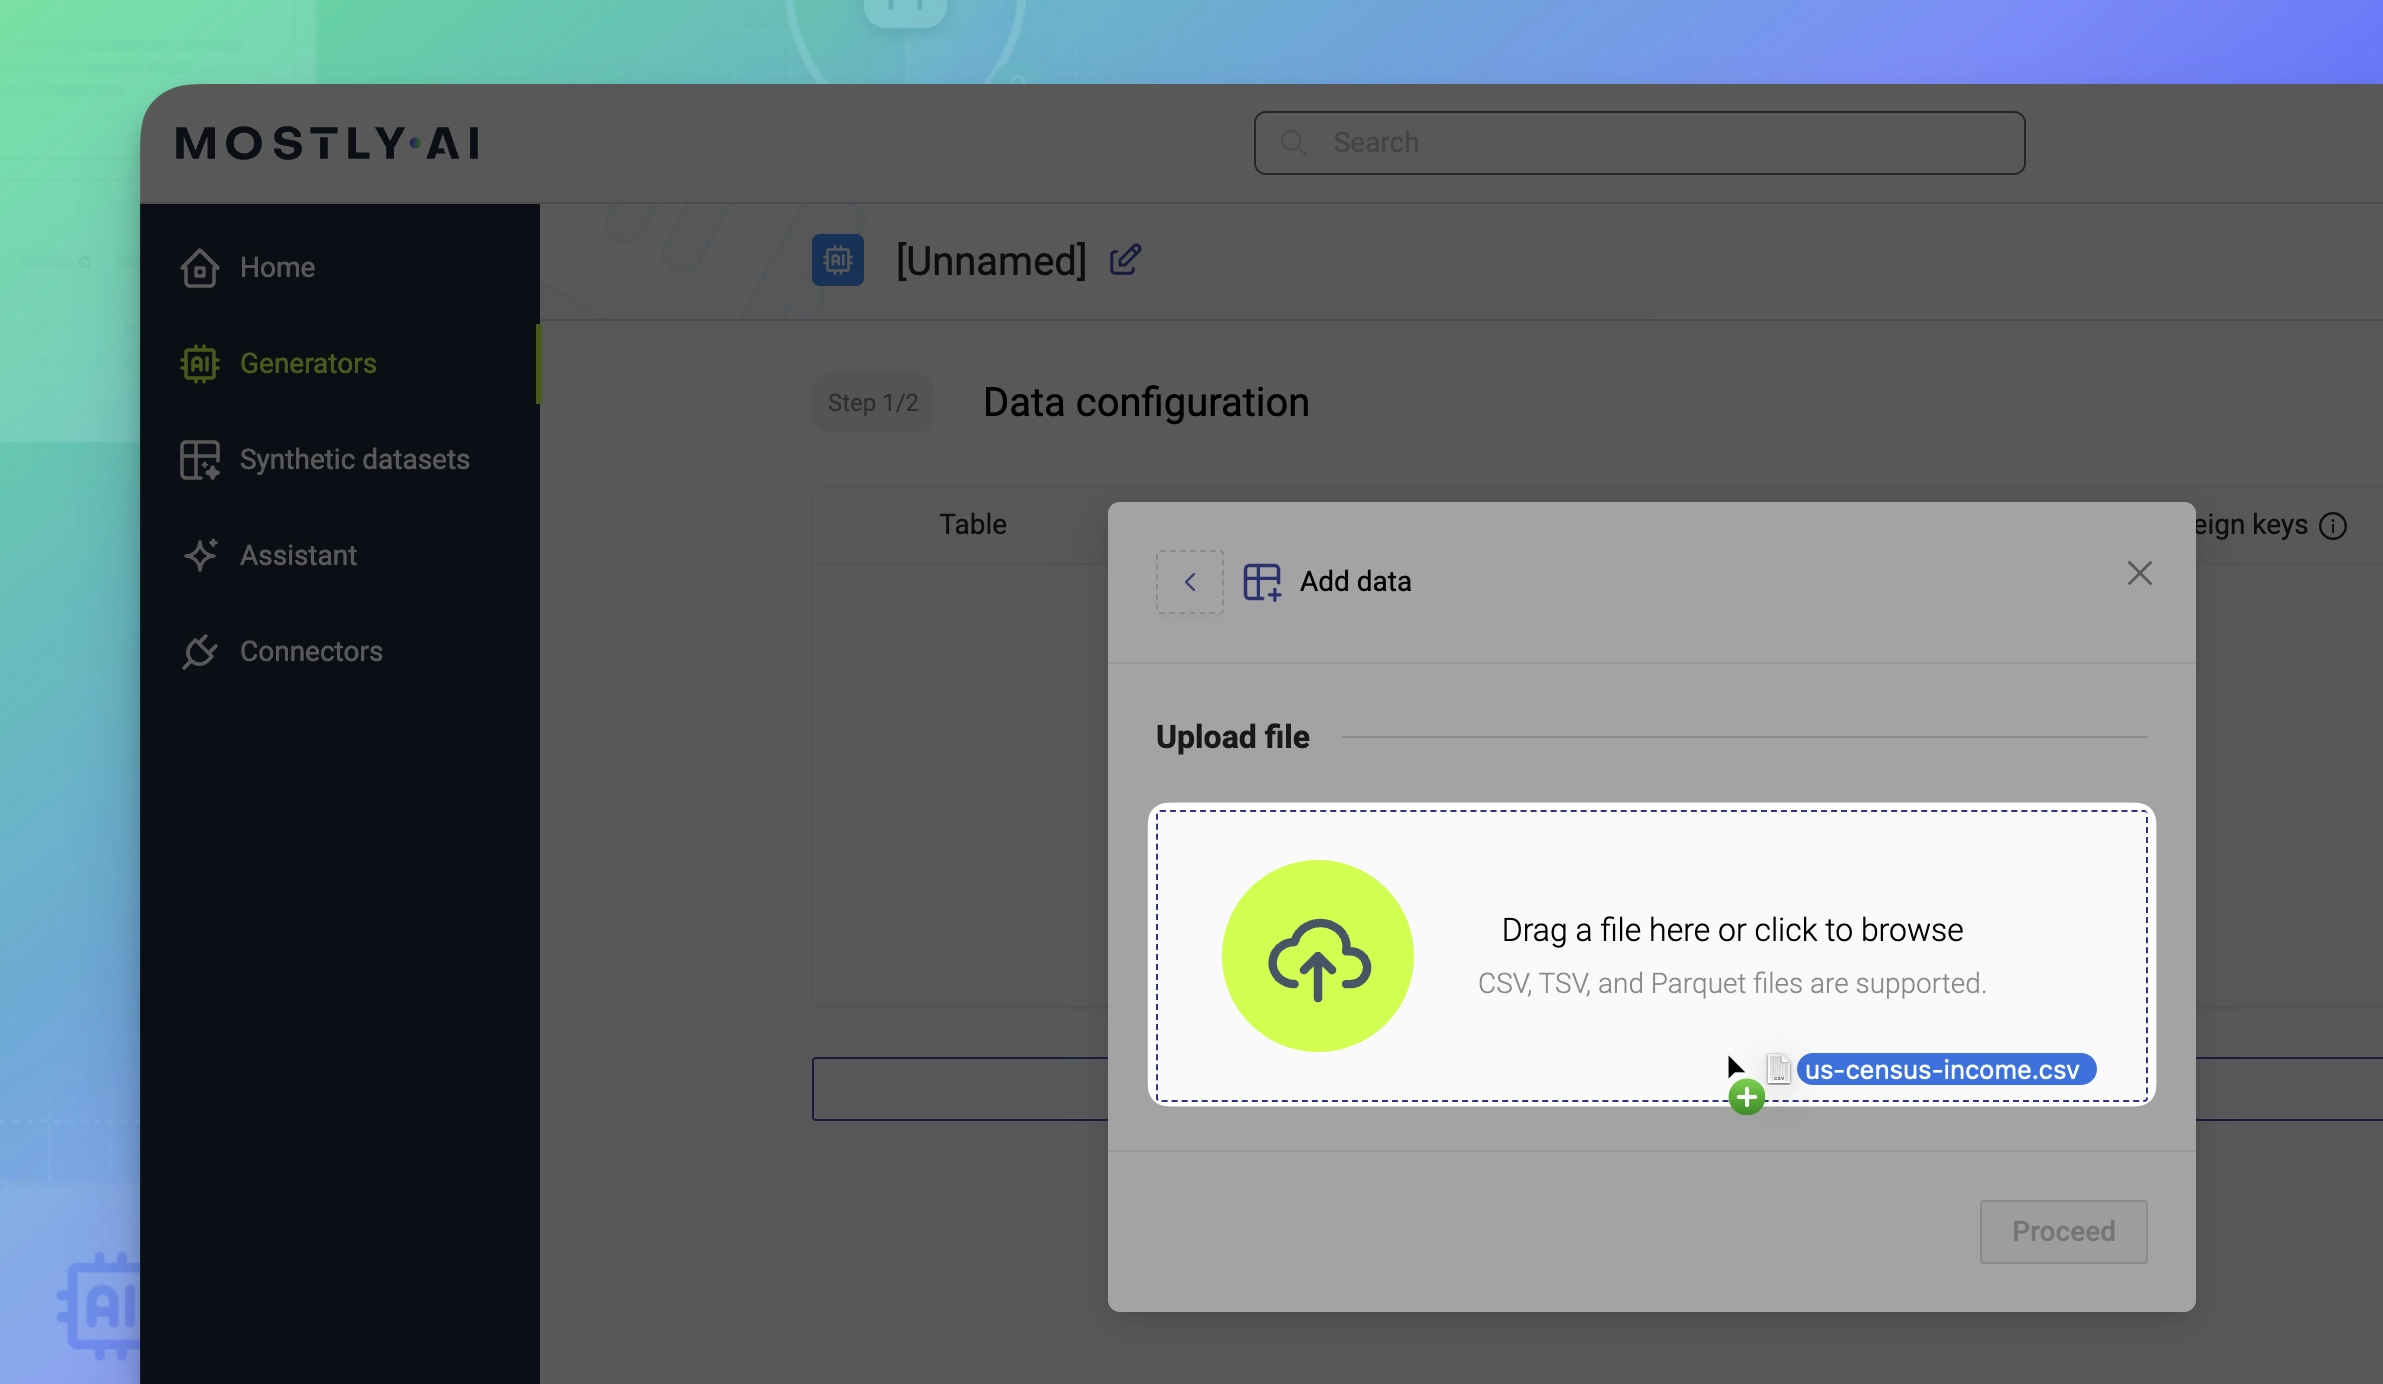 MOSTLY·AI
Search
Home
Generators
Synthetic datasets
Assistant
Connectors
[Unnamed]
Step 1/2
Data configuration
Table
eign keys
Add data
Upload file
Drag a file here or click to browse
CSV, TSV, and Parquet files are supported.
us-census-income.csv
Proceed
AI